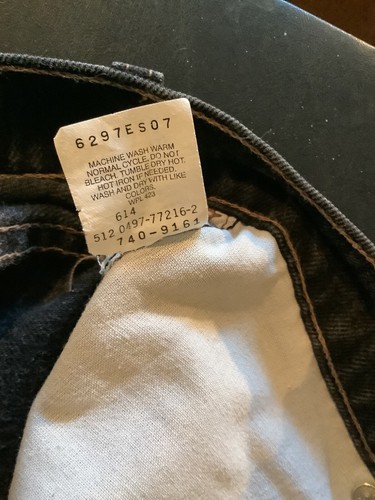 6297ES07
MACHINE WASH WARM
NORMAL CYCLE. DO NOT
BLEACH. TUMBLE DRY HOT.
HOT IRON IF NEEDED.
WASH AND DRY WITH LIKE
COLORS.
WPL 423
614
512 0497-77216-2
740-9161